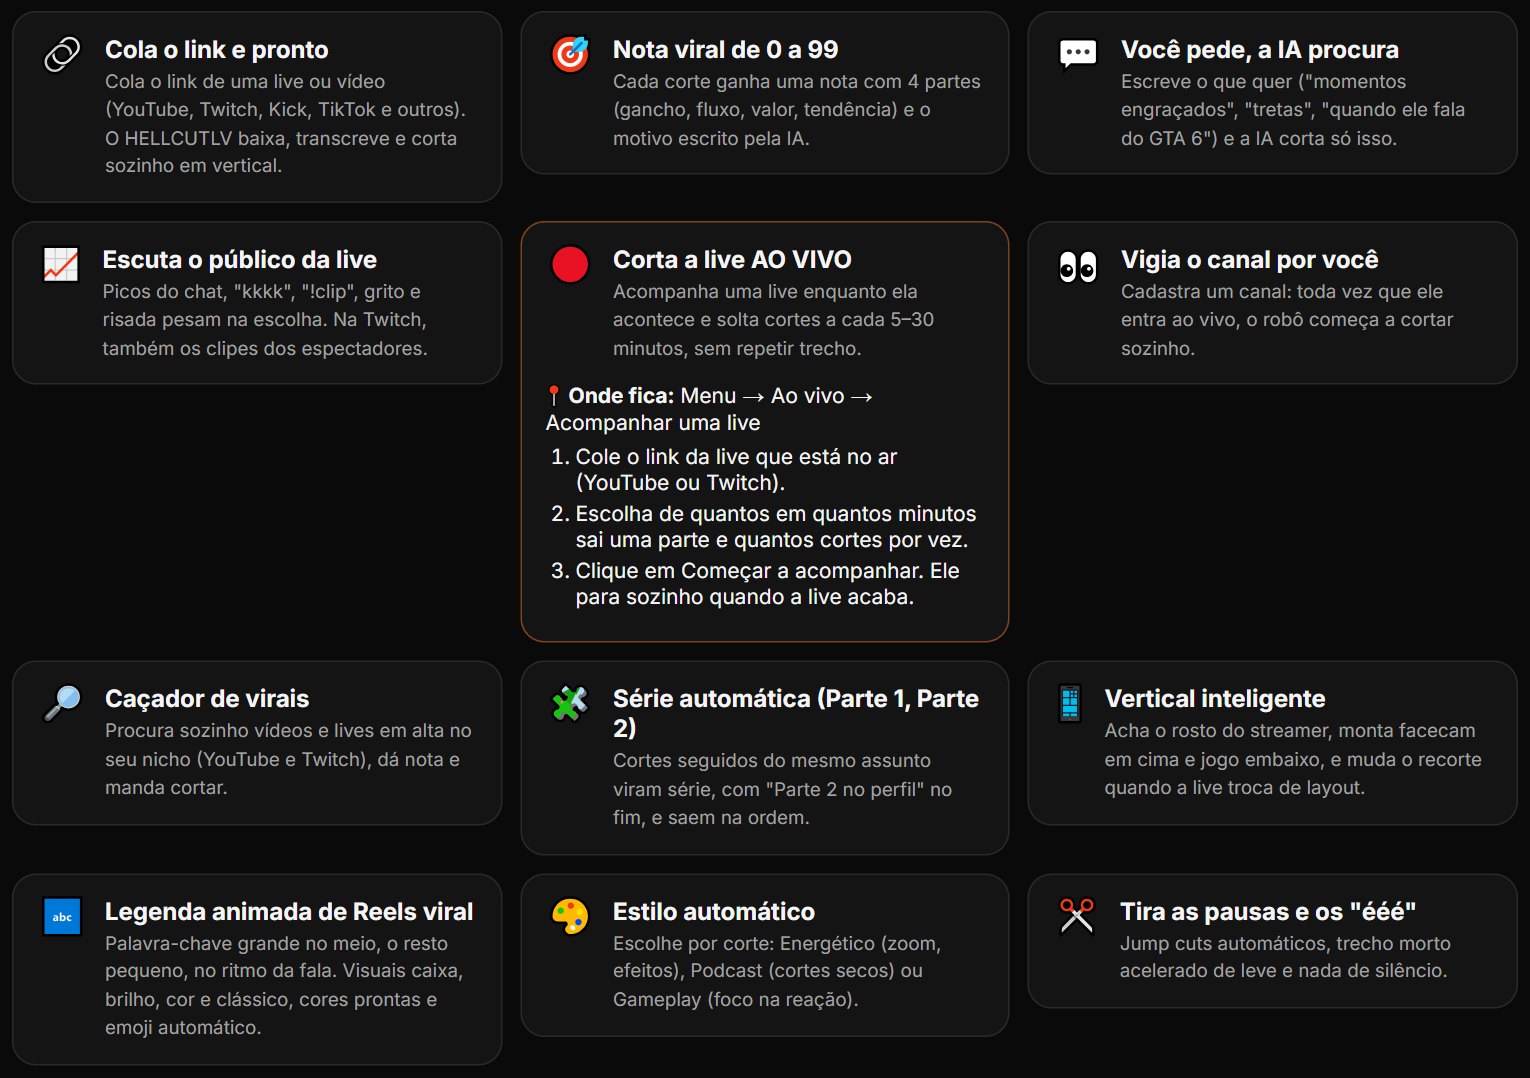 Cola o link e pronto
Cola o link de uma live ou vídeo
(YouTube, Twitch, Kick, TikTok e outros).
O HELLCUTLV baixa, transcreve e corta
sozinho em vertical.
Nota viral de 0 a 99
Cada corte ganha uma nota com 4 partes
(gancho, fluxo, valor, tendência) e o
motivo escrito pela IA.
Você pede, a IA procura
Escreve o que quer ("momentos
engraçados", "tretas", "quando ele fala
do GTA 6") e a IA corta só isso.
Escuta o público da live
Picos do chat, "kkkk", "!clip", grito e
risada pesam na escolha. Na Twitch,
também os clipes dos espectadores.
Corta a live AO VIVO
Acompanha uma live enquanto ela
acontece e solta cortes a cada 5–30
minutos, sem repetir trecho.
Onde fica: Menu → Ao vivo →
Acompanhar uma live
1. Cole o link da live que está no ar
(YouTube ou Twitch).
2. Escolha de quantos em quantos minutos
sai uma parte e quantos cortes por vez.
3. Clique em Começar a acompanhar. Ele
para sozinho quando a live acaba.
Vigia o canal por você
Cadastra um canal: toda vez que ele
entra ao vivo, o robô começa a cortar
sozinho.
Caçador de virais
Procura sozinho vídeos e lives em alta no
seu nicho (YouTube e Twitch), dá nota e
manda cortar.
Série automática (Parte 1, Parte
2)
Cortes seguidos do mesmo assunto
viram série, com "Parte 2 no perfil" no
fim, e saem na ordem.
Vertical inteligente
Acha o rosto do streamer, monta facecam
em cima e jogo embaixo, e muda o recorte
quando a live troca de layout.
abc
Legenda animada de Reels viral
Palavra-chave grande no meio, o resto
pequeno, no ritmo da fala. Visuais caixa,
brilho, cor e clássico, cores prontas e
emoji automático.
Estilo automático
Escolhe por corte: Energético (zoom,
efeitos), Podcast (cortes secos) ou
Gameplay (foco na reação).
Tira as pausas e os "ééé"
Jump cuts automáticos, trecho morto
acelerado de leve e nada de silêncio.